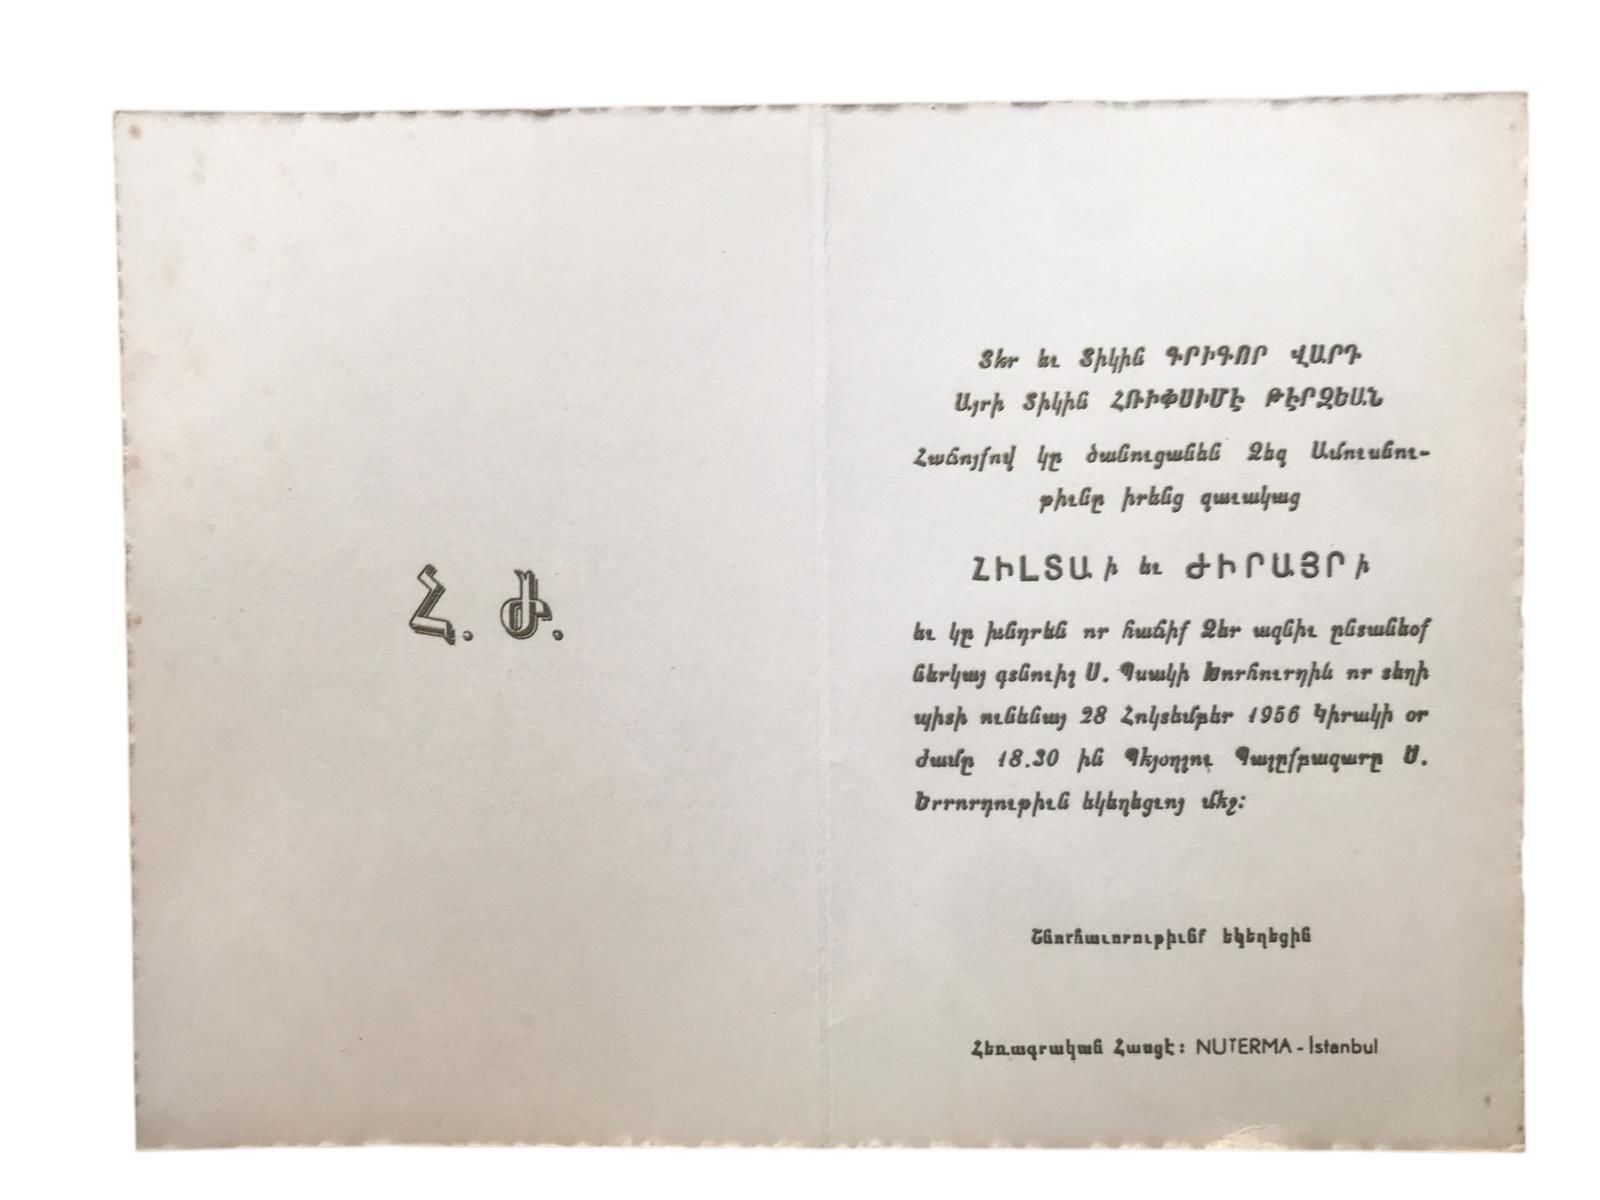 Հ. Ժ.
Տէր եւ Տիկին ԳՐԻԳՈՐ ՎԱՐԴ
Այրի Տիկին ՀՌԻՓՍԻՄԷ ԹԷՐԶԵԱՆ
Հաճոյքով կը ծանուցանեն Ձեզ Ամուսնու-
թիւնը իրենց զաւակաց
ՀԻԼՏԱ ի եւ ԺԻՐԱՅՐ ի
եւ կը խնդրեն որ հաճիք Ձեր ազնիւ ընտանեօք
ներկայ գտնուիլ Ս. Պսակի Խորհուրդին որ տեղի
պիտի ունենայ 28 Հոկտեմբեր 1956 Կիրակի օր
ժամը 18.30 ին Պէյօղլու Պալըքբազարը Ս.
Երրորդութիւն եկեղեցւոյ մէջ:
Շնորհաւորութիւնք եկեղեցին
Հեռագրական Հասցէ: NUTERMA - İstanbul